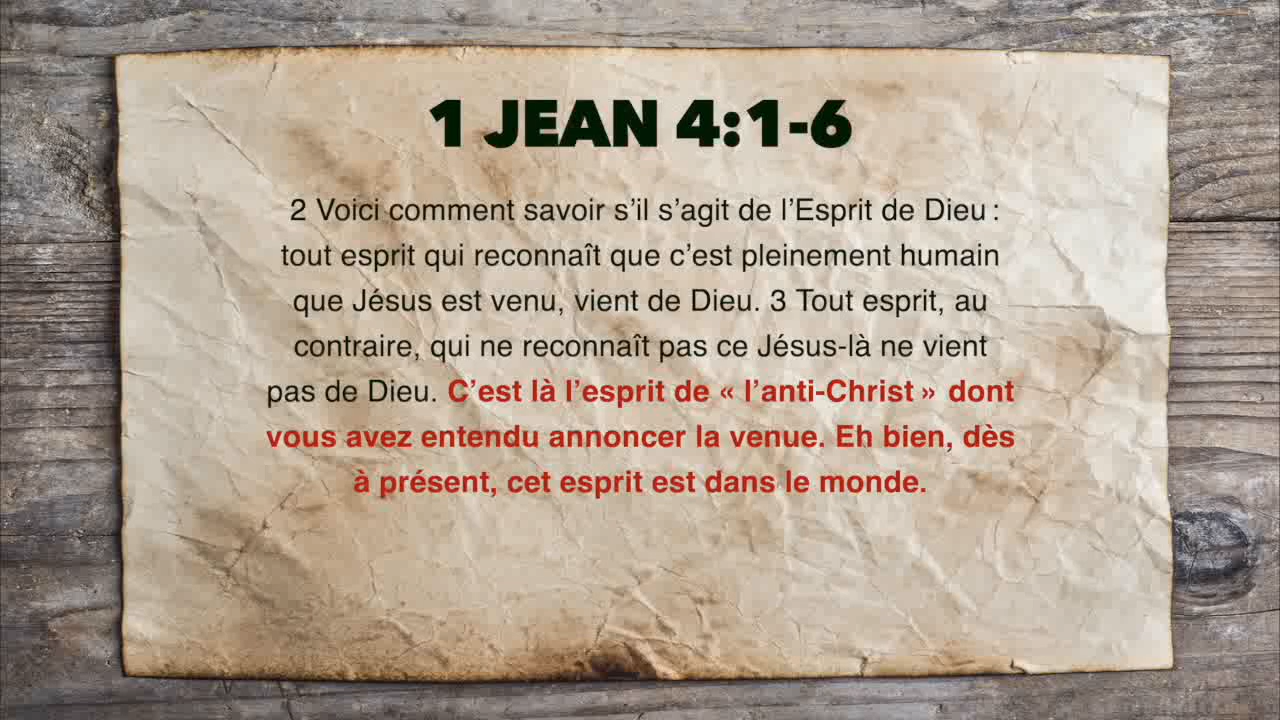 1 JEAN 4:1-6
2 Voici comment savoir s’il s’agit de l’Esprit de Dieu :
tout esprit qui reconnaît que c’est pleinement humain
que Jésus est venu, vient de Dieu. 3 Tout esprit, au
contraire, qui ne reconnaît pas ce Jésus-là ne vient
pas de Dieu. C’est là l’esprit de « l’anti-Christ » dont
vous avez entendu annoncer la venue. Eh bien, dès
à présent, cet esprit est dans le monde.